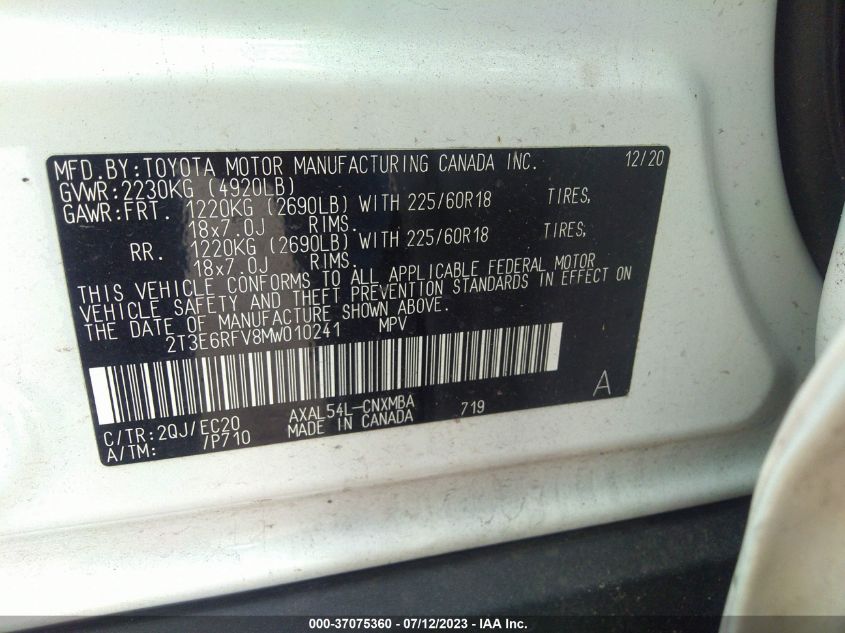 MFD.BY:TOYOTA MOTOR MANUFACTURING CANADA INC. 12/20
GVWR:2230KG (4920LB)
GAWR:FRT. 1220KG (2690LB) WITH 225/60R18 TIRES,
18x7.0J RIMS.
RR. 1220KG (2690LB) WITH 225/60R18 TIRES,
18x7.0J RIMS.
THIS VEHICLE CONFORMS TO ALL APPLICABLE FEDERAL MOTOR
VEHICLE SAFETY AND THEFT PREVENTION STANDARDS IN EFFECT ON
THE DATE OF MANUFACTURE SHOWN ABOVE.
2T3E6RFV8MW010241 MPV
A
C/TR:2QJ/EC20 AXAL54L-CNXMBA 719
A/TM: /P710 MADE IN CANADA
000-37075360 - 07/12/2023 - IAA Inc.